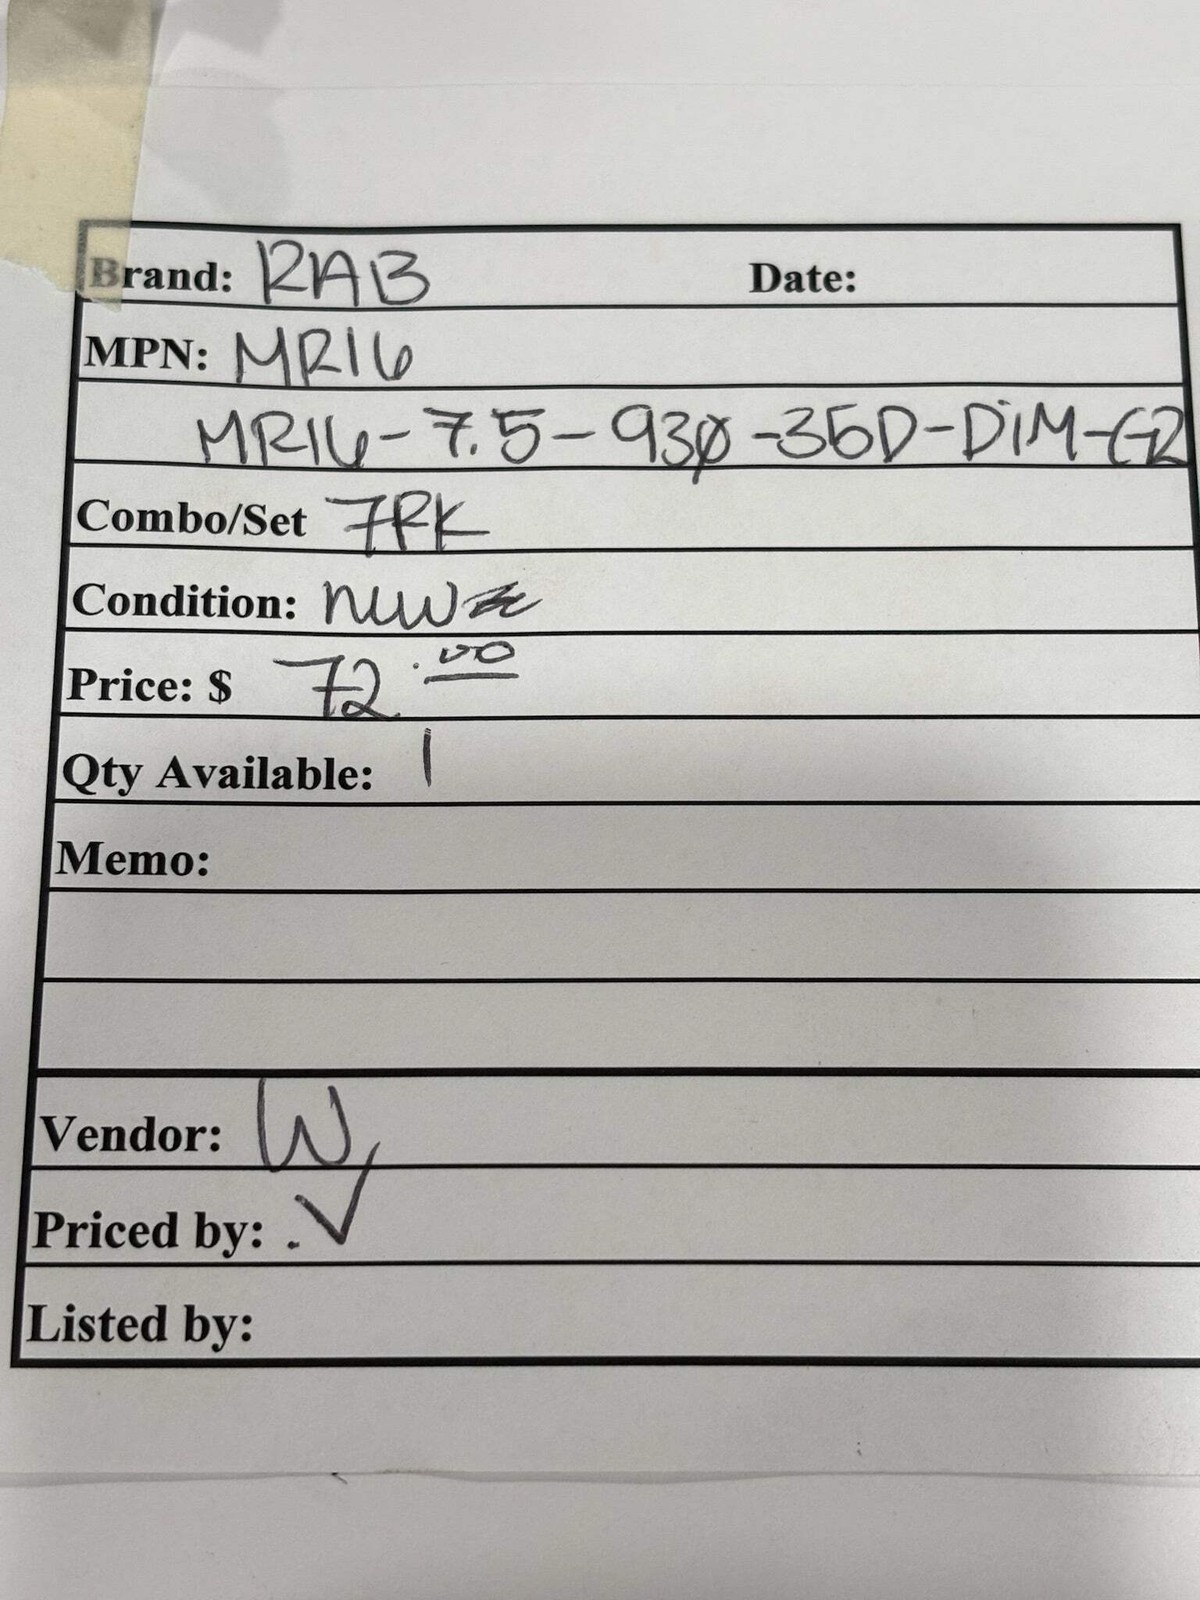 Brand: RAB Date:
MPN: MR16
MR16-7.5-930-35D-DiM-G2
Combo/Set 7PK
Condition: new
Price: $ 72.00
Qty Available: 1
Memo:
Vendor: W
Priced by: ✓
Listed by: